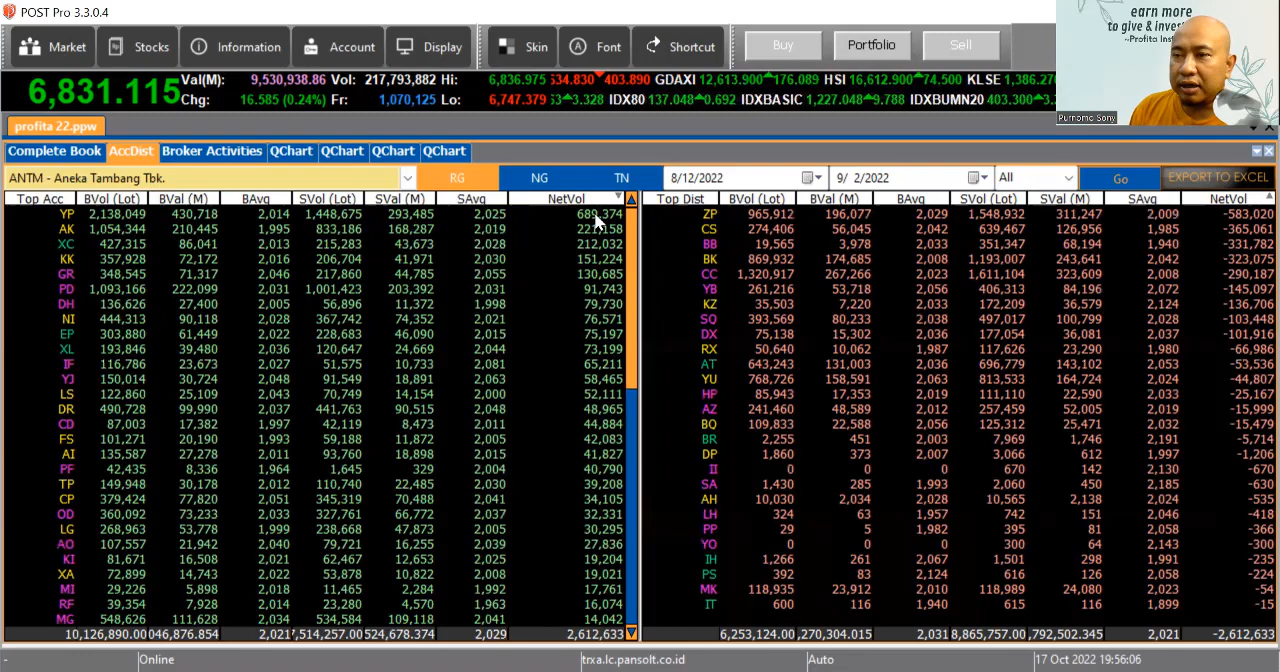 POST Pro 3.3.0.4
earn more
to give & inves
~Profita Inst
Market Stocks Information Account Display Skin Font Shortcut Buy Portfolio Sell
6,831.115 Val(M): 9,530,938.86 Vol: 217,793,882 Hi: 6,836.975 534.830 403.890 GDAXI 12,613.900 176.089 HSI 16,612.900 74.500 KLSE 1,386.270
Chg: 16.585 (0.24%) Fr: 1,070,125 Lo: 6,747.379 53 3.328 IDX80 137.048 0.692 IDXBASIC 1,227.048 9.788 IDXBUMN20 403.300 3.
Purnomo Sony
profita 22.ppw
Complete Book AccDist Broker Activities QChart QChart QChart QChart
ANTM - Aneka Tambang Tbk. RG NG TN 8/12/2022 9/ 2/2022 All Go EXPORT TO EXCEL
Top Acc BVol (Lot) BVal (M) BAvg SVol (Lot) SVal (M) SAvg NetVol Top Dist BVol (Lot) BVal (M) BAvg SVol (Lot) SVal (M) SAvg NetVol
YP 2,138,049 430,718 2,014 1,448,675 293,485 2,025 689,374 ZP 965,912 196,077 2,029 1,548,932 311,247 2,009 -583,020
AK 1,054,344 210,445 1,995 833,186 168,287 2,019 221,158 CS 274,406 56,045 2,042 639,467 126,956 1,985 -365,061
XC 427,315 86,041 2,013 215,283 43,673 2,028 212,032 BB 19,565 3,978 2,033 351,347 68,194 1,940 -331,782
KK 357,928 72,172 2,016 206,704 41,971 2,030 151,224 BK 869,932 174,685 2,008 1,193,007 243,641 2,042 -323,075
GR 348,545 71,317 2,046 217,860 44,785 2,055 130,685 CC 1,320,917 267,266 2,023 1,611,104 323,609 2,008 -290,187
PD 1,093,166 222,099 2,031 1,001,423 203,392 2,031 91,743 YB 261,216 53,718 2,056 406,313 84,196 2,072 -145,097
DH 136,626 27,400 2,005 56,896 11,372 1,998 79,730 KZ 35,503 7,220 2,033 172,209 36,579 2,124 -136,706
NI 444,313 90,118 2,028 367,742 74,352 2,021 76,571 SQ 393,569 80,233 2,038 497,017 100,799 2,028 -103,448
EP 303,880 61,449 2,022 228,683 46,090 2,015 75,197 DX 75,138 15,302 2,036 177,054 36,081 2,037 -101,916
XL 193,846 39,480 2,036 120,647 24,669 2,044 73,199 RX 50,640 10,062 1,987 117,626 23,290 1,980 -66,986
IF 116,786 23,673 2,027 51,575 10,733 2,081 65,211 AT 643,243 131,003 2,036 696,779 143,102 2,053 -53,536
YJ 150,014 30,724 2,048 91,549 18,891 2,063 58,465 YU 768,726 158,591 2,063 813,533 164,724 2,024 -44,807
LS 122,860 25,109 2,043 70,749 14,154 2,000 52,111 HP 85,943 17,353 2,019 111,110 22,590 2,033 -25,167
DR 490,728 99,990 2,037 441,763 90,515 2,048 48,965 AZ 241,460 48,589 2,012 257,459 52,005 2,019 -15,999
CD 87,003 17,382 1,997 42,119 8,473 2,011 44,884 BQ 109,833 22,588 2,056 125,312 25,471 2,032 -15,479
FS 101,271 20,190 1,993 59,188 11,872 2,005 42,083 BR 2,255 451 2,003 7,969 1,746 2,191 -5,714
AI 135,587 27,278 2,011 93,760 18,898 2,015 41,827 DP 1,860 373 2,007 3,066 612 1,997 -1,206
PF 42,435 8,336 1,964 1,645 329 2,004 40,790 II 0 0 0 670 142 2,130 -670
TP 149,948 30,178 2,012 110,740 22,485 2,030 39,208 SA 1,430 285 1,993 2,060 450 2,185 -630
CP 379,424 77,820 2,051 345,319 70,488 2,041 34,105 AH 10,030 2,034 2,028 10,565 2,138 2,024 -535
OD 360,092 73,233 2,033 327,761 66,772 2,037 32,331 LH 324 63 1,957 742 151 2,046 -418
LG 268,963 53,778 1,999 238,668 47,873 2,005 30,295 PP 29 5 1,982 395 81 2,058 -366
AO 107,557 21,942 2,040 79,721 16,255 2,039 27,836 YO 0 0 0 300 64 2,143 -300
KI 81,671 16,508 2,021 62,467 12,653 2,025 19,204 IH 1,266 261 2,067 1,501 298 1,991 -235
XA 72,899 14,743 2,022 53,878 10,822 2,008 19,021 PS 392 83 2,124 616 126 2,058 -224
MI 29,226 5,898 2,018 11,465 2,284 1,992 17,761 MK 118,935 23,912 2,010 118,989 24,080 2,023 -54
RF 39,354 7,928 2,014 23,280 4,570 1,963 16,074 IT 600 116 1,940 615 116 1,899 -15
MG 548,626 111,628 2,034 534,584 109,118 2,041 14,042
10,126,890.00 046,876.854 2,021 7,514,257.00 524,678.374 2,029 2,612,633 6,253,124.00 ,270,304.015 2,031 8,865,757.00 ,792,502.345 2,021 -2,612,633
- Online trxa.lc.pansolt.co.id Auto 17 Oct 2022 19:56:06